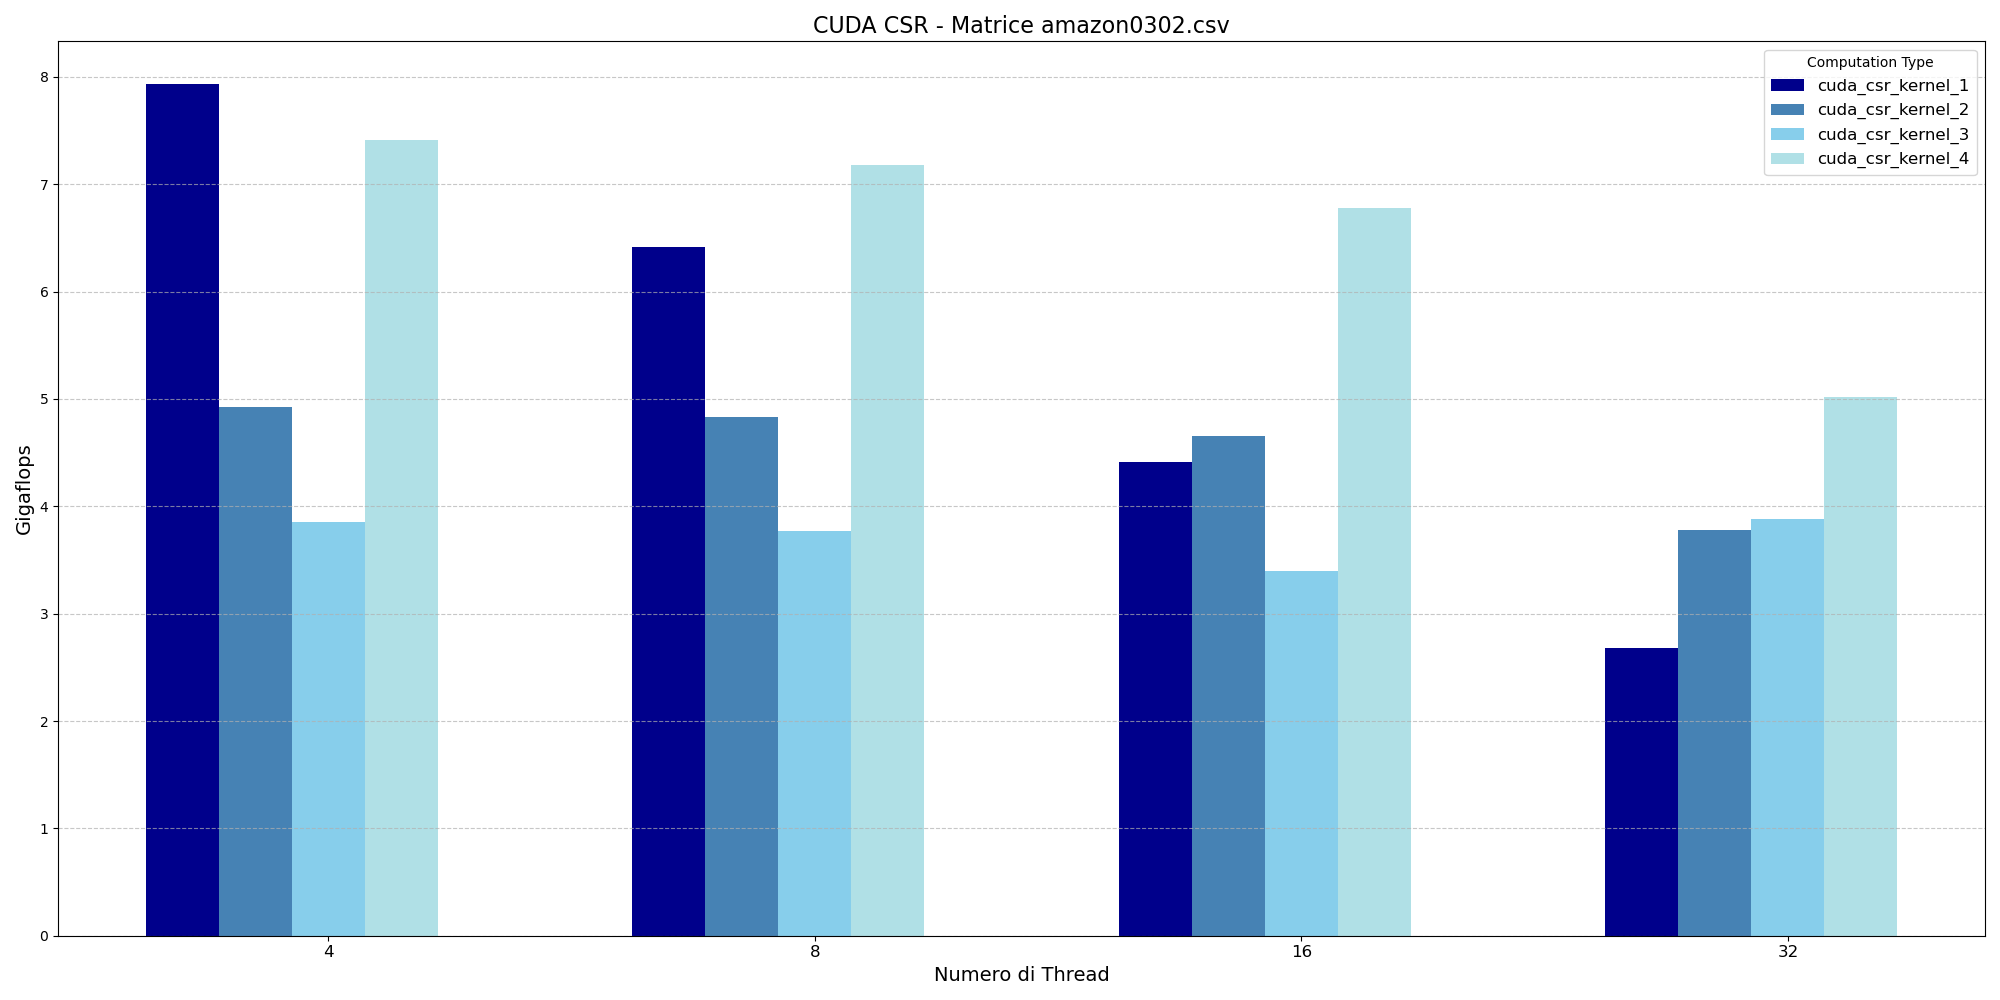 CUDA CSR - Matrice amazon0302.csv
Computation Type
cuda_csr_kernel_1
cuda_csr_kernel_2
cuda_csr_kernel_3
cuda_csr_kernel_4
Gigaflops
8
7
6
5
4
3
2
1
0
4 8 16 32
Numero di Thread